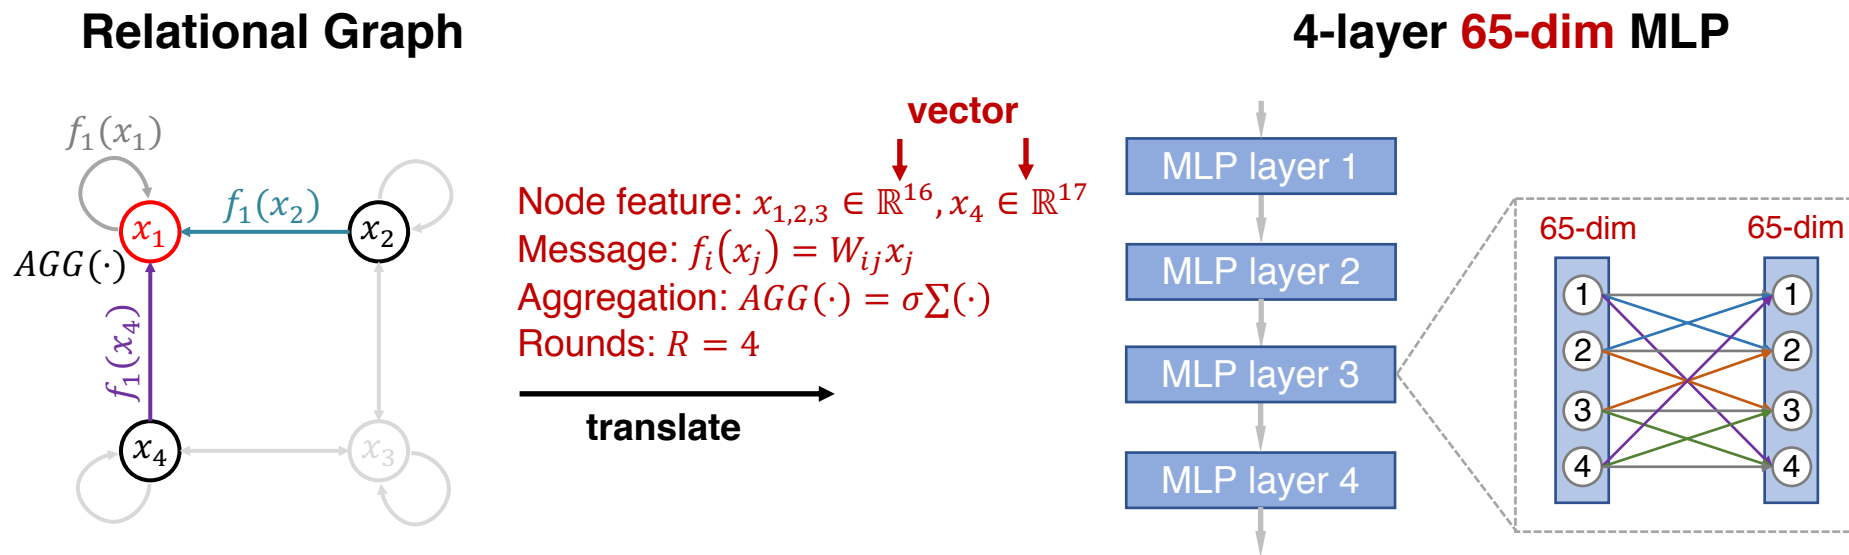 Relational Graph
f₁(x₁)
x₁
f₁(x₂)
x₂
AGG(·)
f₁(x₄)
x₄
x₃
vector
Node feature: x₁,₂,₃ ∈ ℝ¹⁶, x₄ ∈ ℝ¹⁷
Message: fᵢ(xⱼ) = Wᵢⱼxⱼ
Aggregation: AGG(·) = σ∑(·)
Rounds: R = 4
translate
4-layer 65-dim MLP
MLP layer 1
MLP layer 2
MLP layer 3
MLP layer 4
65-dim 65-dim
1 1
2 2
3 3
4 4